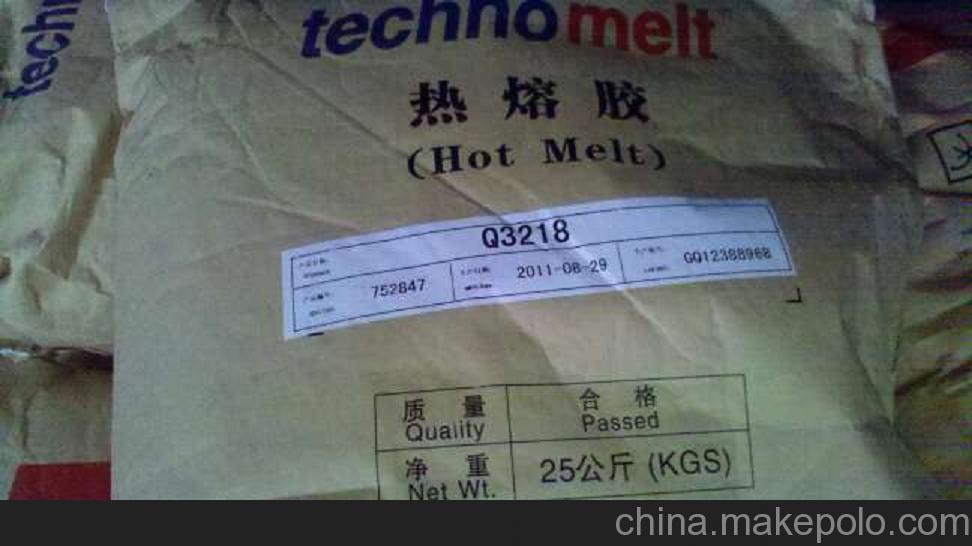 techno
technomelt
热熔胶
(Hot Melt)
Q3218
752847
2011-08-29
GQ12388968
质量 合格
Quality Passed
净重 25公斤 (KGS)
Net Wt.
china.makepolo.com